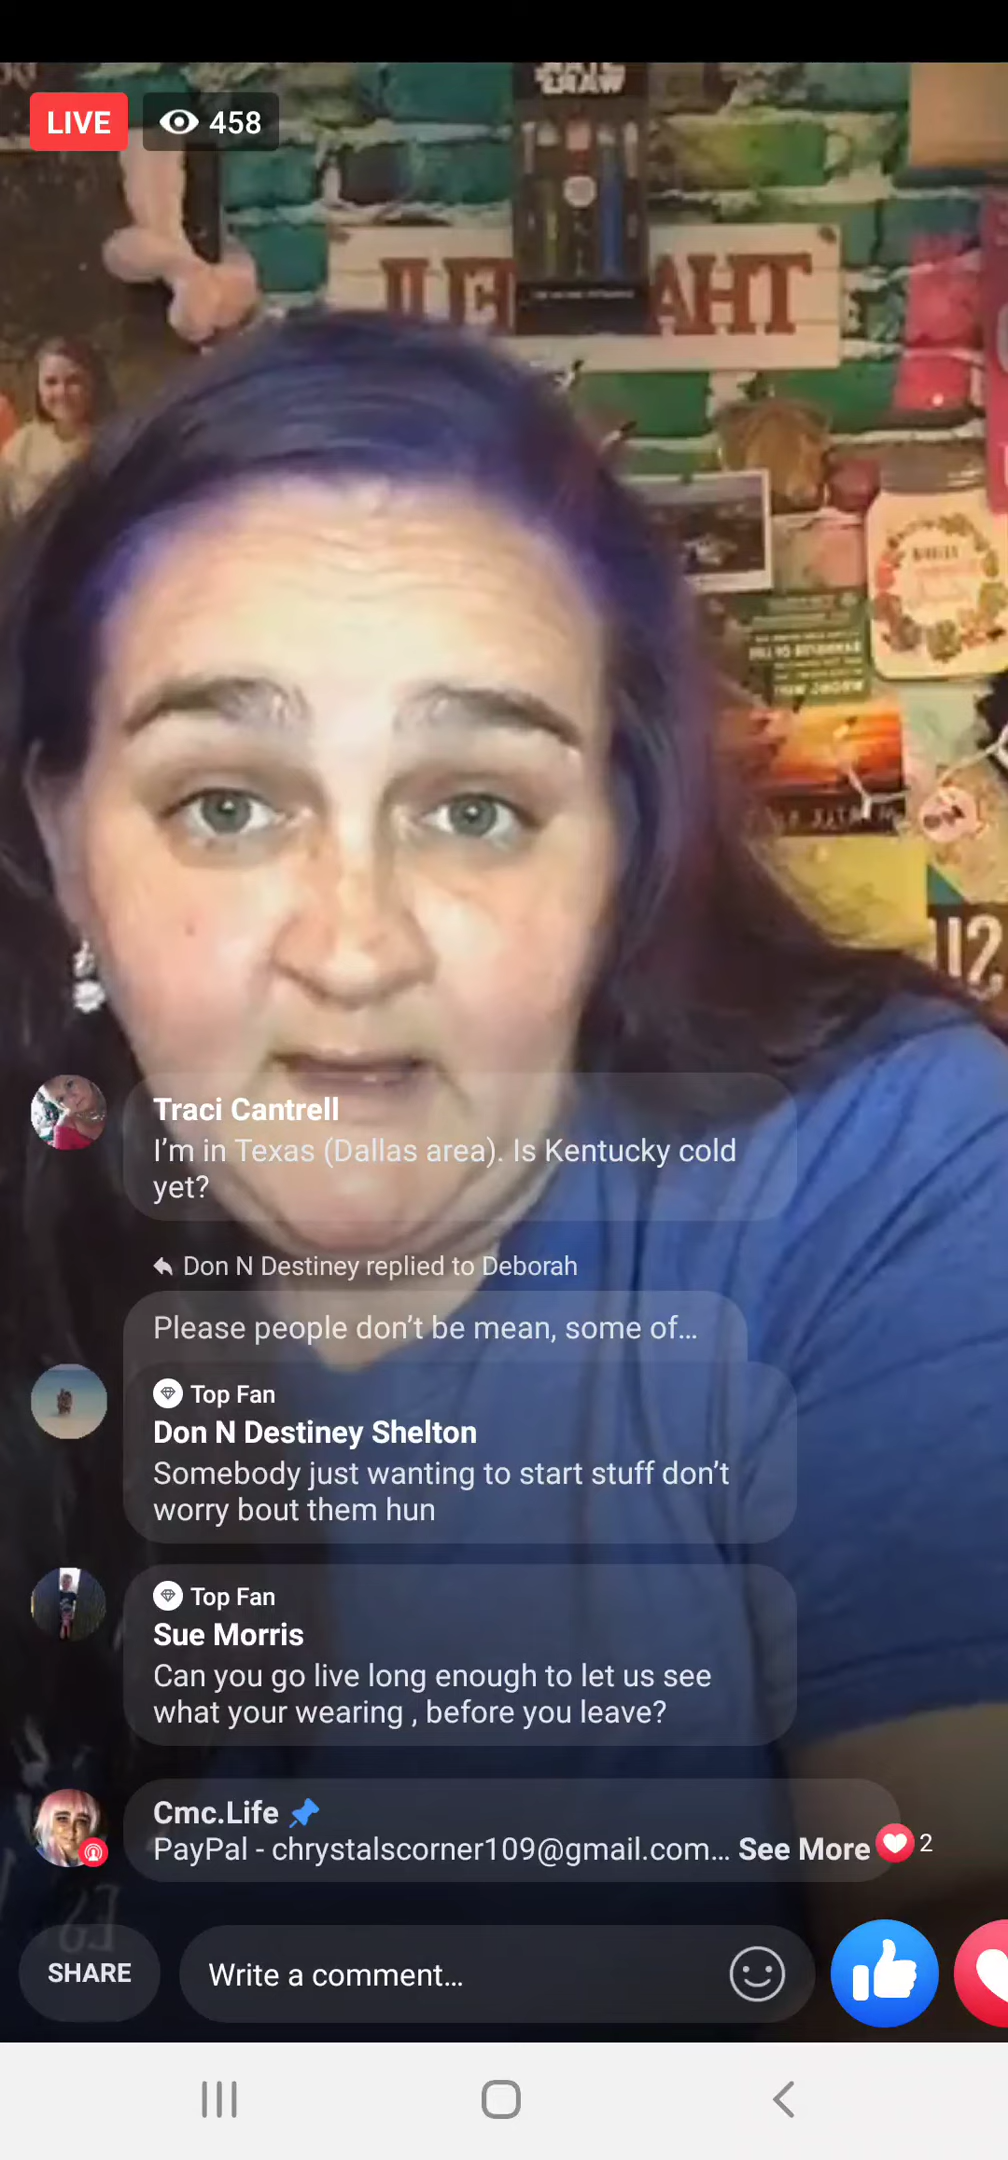 LIVE
458
DRAW
THA
Traci Cantrell
I'm in Texas (Dallas area). Is Kentucky cold
yet?
Don N Destiney replied to Deborah
Please people don't be mean, some of...
Top Fan
Don N Destiney Shelton
Somebody just wanting to start stuff don't
worry bout them hun
Top Fan
Sue Morris
Can you go live long enough to let us see
what your wearing , before you leave?
Cmc.Life
PayPal - chrystalscorner109@gmail.com... See More
2
SHARE
Write a comment...